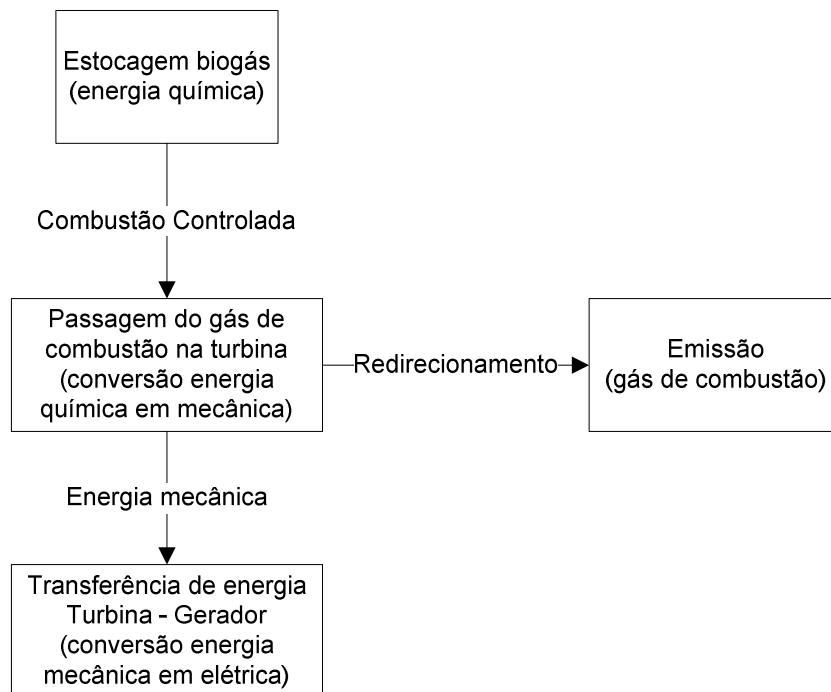 Estocagem biogás
(energia química)
Combustão Controlada
Passagem do gás de
combustão na turbina
(conversão energia
química em mecânica)
Redirecionamento
Emissão
(gás de combustão)
Energia mecânica
Transferência de energia
Turbina - Gerador
(conversão energia
mecânica em elétrica)